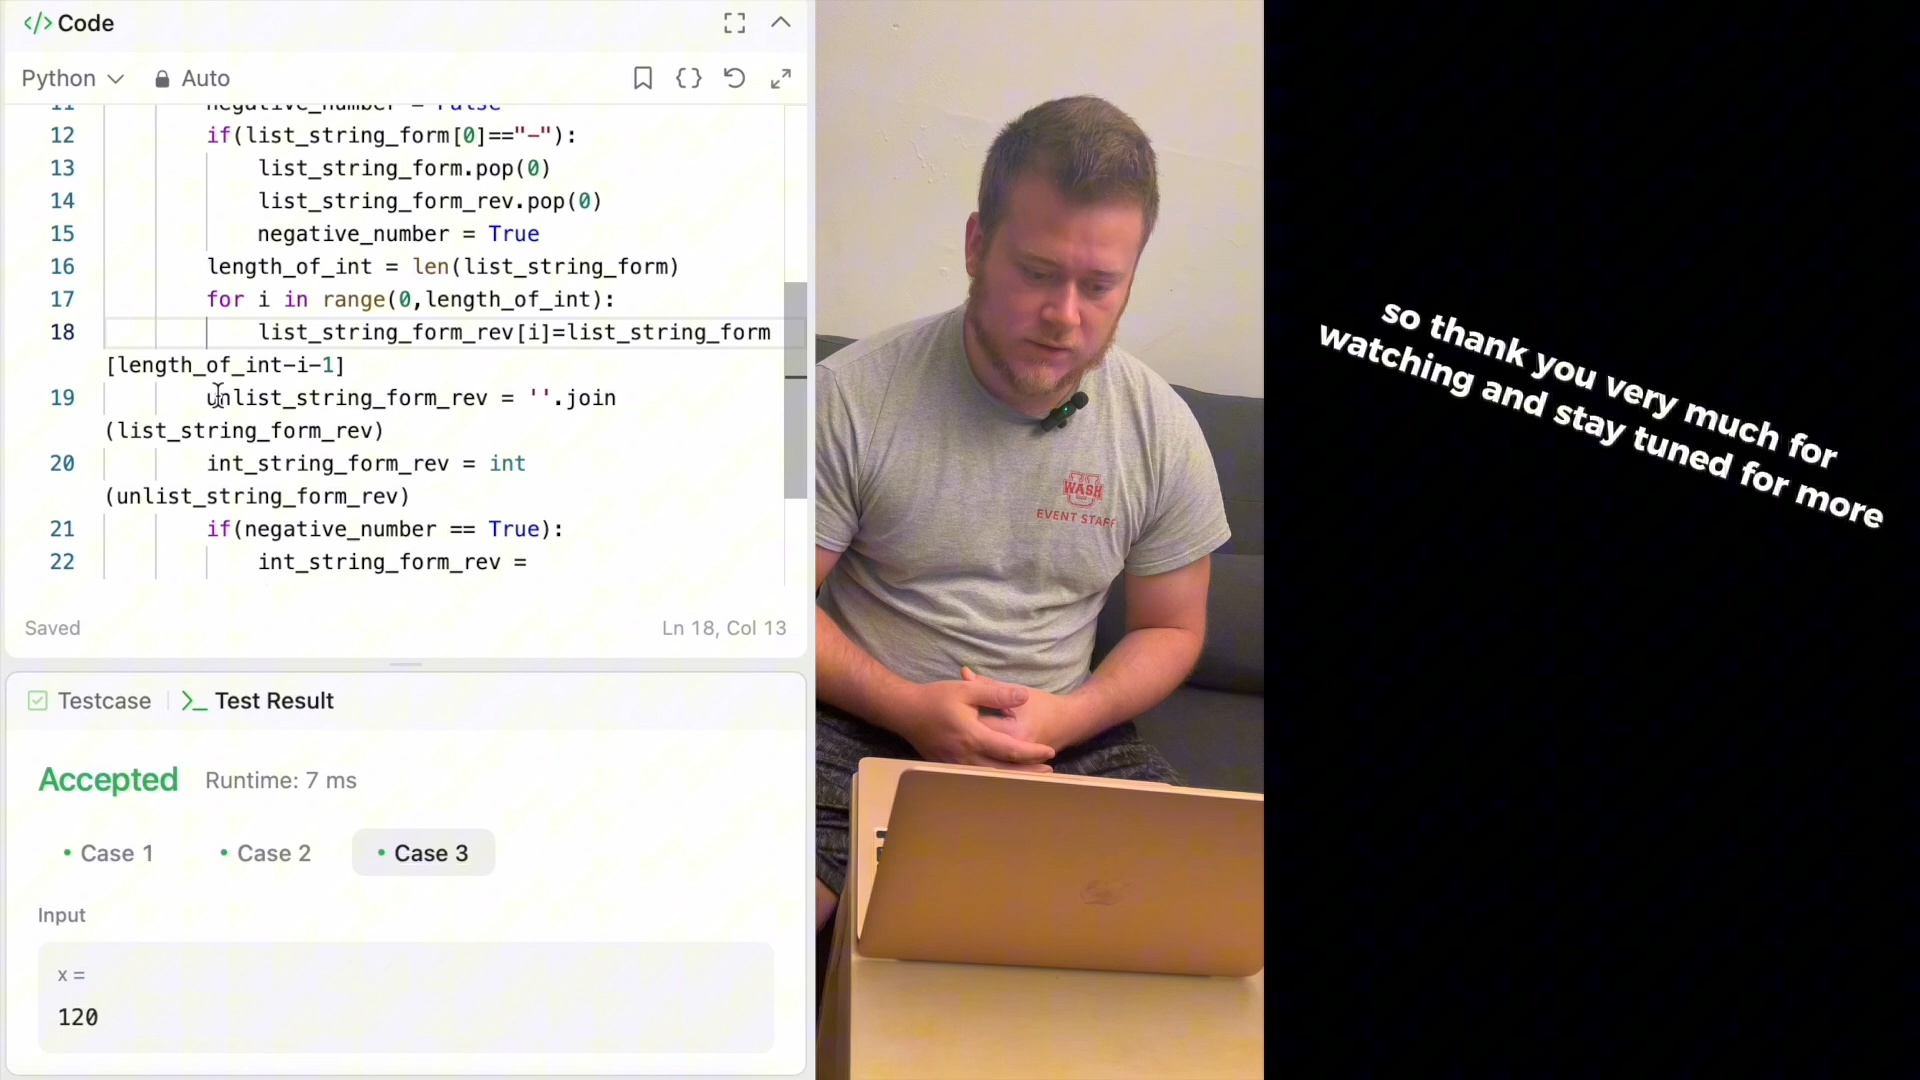 </> Code
Python Auto
11 negative_number = False
12 if(list_string_form[0]=="-"):
13 list_string_form.pop(0)
14 list_string_form_rev.pop(0)
15 negative_number = True
16 length_of_int = len(list_string_form)
17 for i in range(0,length_of_int):
18 list_string_form_rev[i]=list_string_form
[length_of_int-i-1]
19 unlist_string_form_rev = ''.join
(list_string_form_rev)
20 int_string_form_rev = int
(unlist_string_form_rev)
21 if(negative_number == True):
22 int_string_form_rev =
Saved Ln 18, Col 13
Testcase >_ Test Result
Accepted Runtime: 7 ms
• Case 1 • Case 2 • Case 3
Input
x =
120
WASH
U
EVENT STAFF
so thank you very much for
watching and stay tuned for more